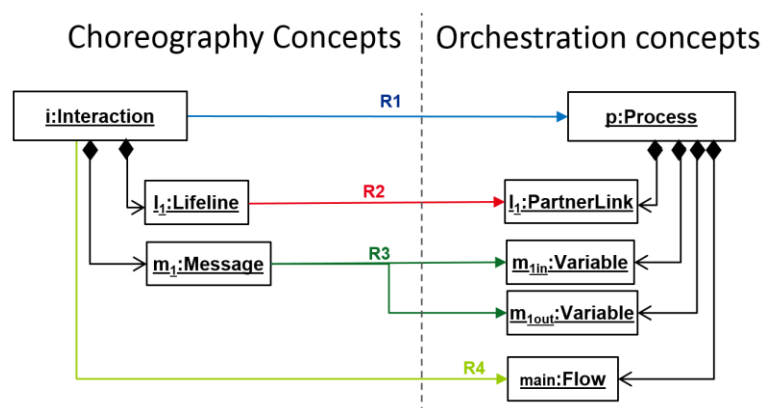 Choreography Concepts
Orchestration concepts
R1
i:Interaction
p:Process
R2
l1:Lifeline
l1:PartnerLink
R3
m1:Message
m1in:Variable
m1out:Variable
R4
main:Flow